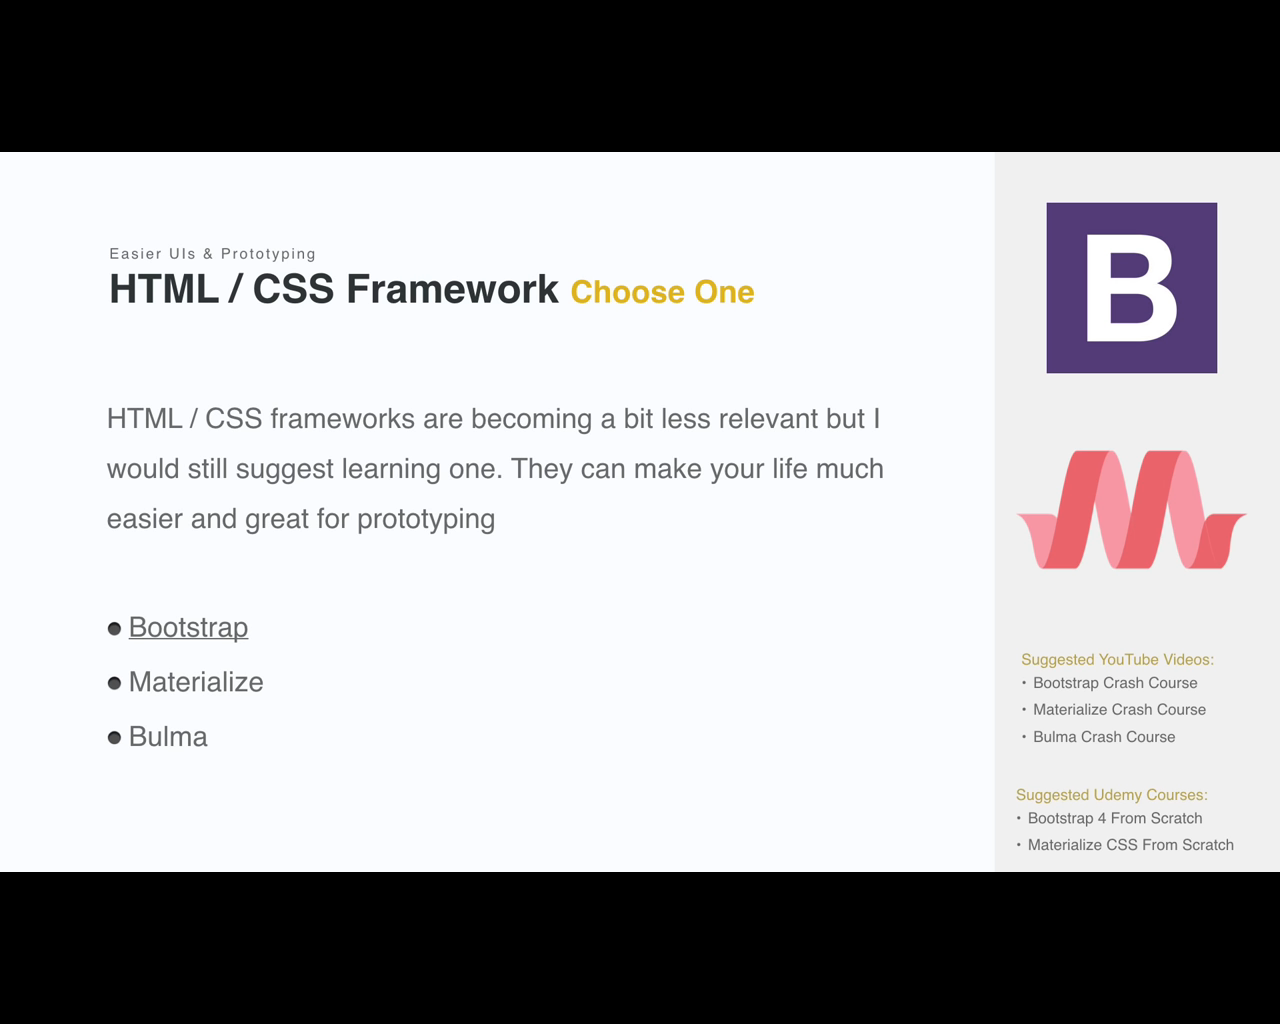 Easier UIs & Prototyping
HTML / CSS Framework Choose One
HTML / CSS frameworks are becoming a bit less relevant but I
would still suggest learning one. They can make your life much
easier and great for prototyping
• Bootstrap
• Materialize
• Bulma
B
Suggested YouTube Videos:
• Bootstrap Crash Course
• Materialize Crash Course
• Bulma Crash Course
Suggested Udemy Courses:
• Bootstrap 4 From Scratch
• Materialize CSS From Scratch